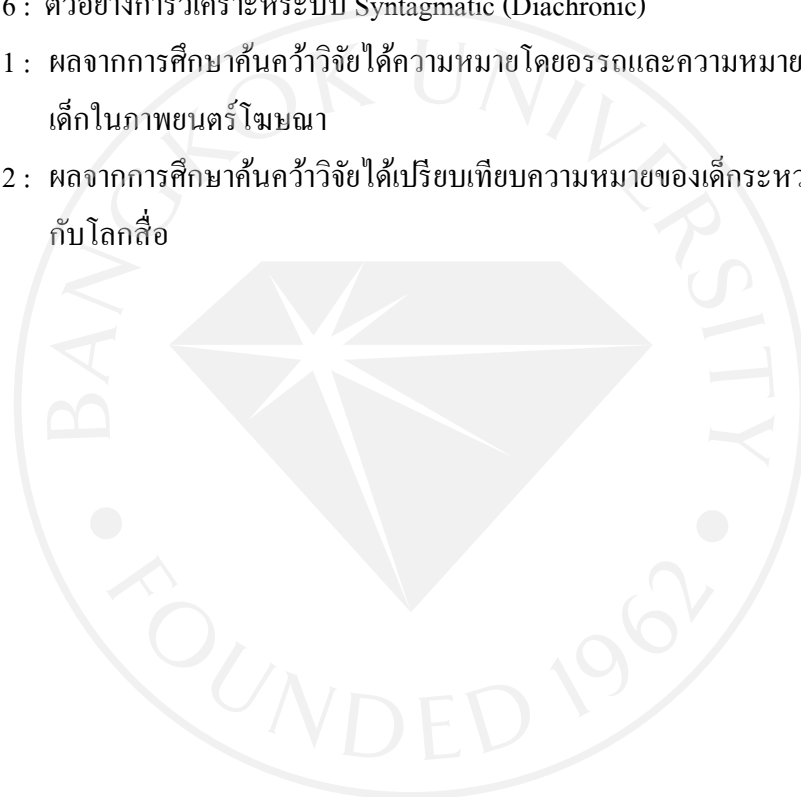 6 : ตัวอย่างการวิเคราะห์ระบบ Syntagmatic (Diachronic)
1 : ผลจากการศึกษาค้นคว้าวิจัยได้ความหมายโดยอรรถและความหมาย
เด็กในภาพยนตร์โฆษณา
2 : ผลจากการศึกษาค้นคว้าวิจัยได้เปรียบเทียบความหมายของเด็กระหว
กับโลกสื่อ
BANGKOK UNIVERSITY
FOUNDED 1962